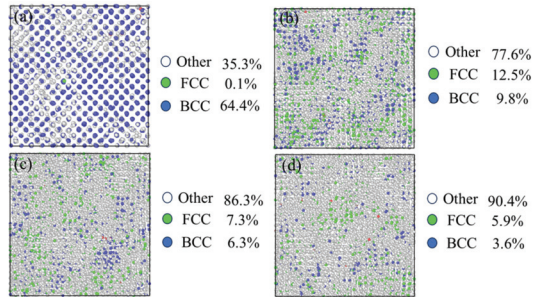 (a)
Other 35.3%
FCC 0.1%
BCC 64.4%
(b)
Other 77.6%
FCC 12.5%
BCC 9.8%
(c)
Other 86.3%
FCC 7.3%
BCC 6.3%
(d)
Other 90.4%
FCC 5.9%
BCC 3.6%